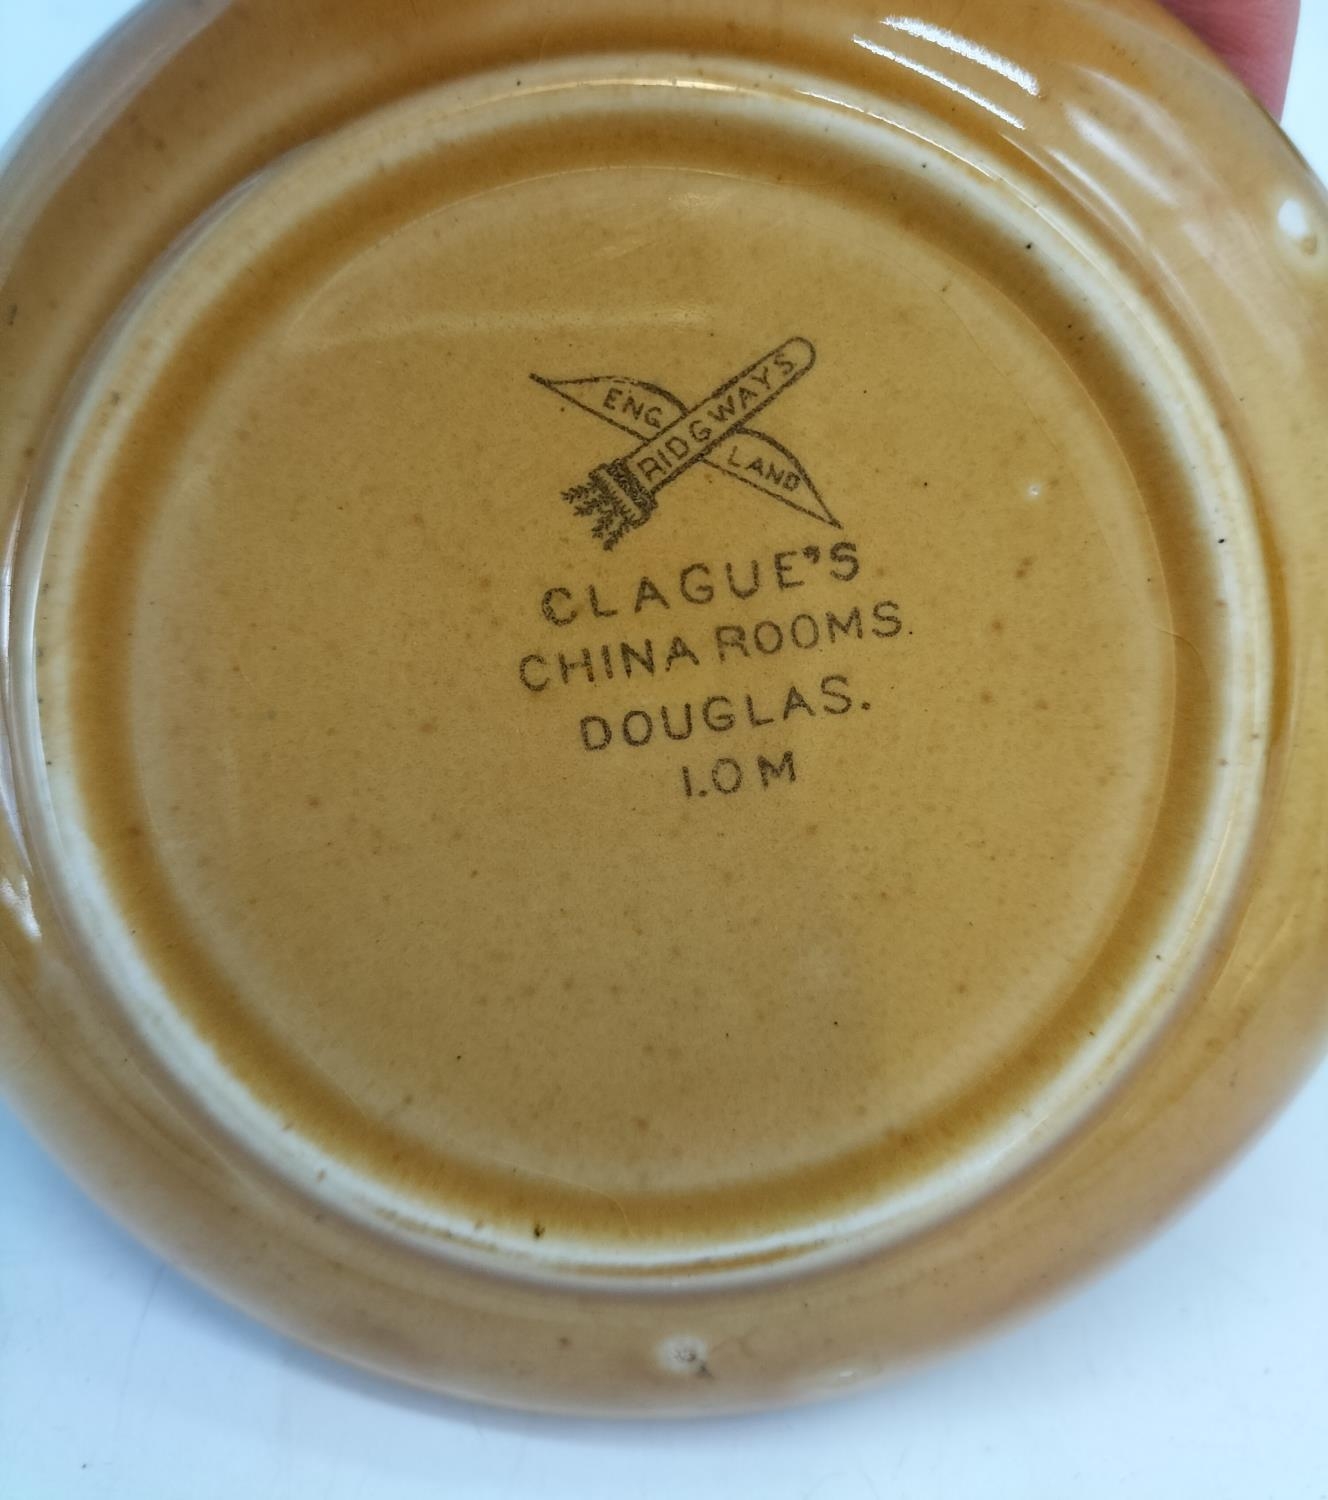 ENG LAND
RIDGWAYS
CLAGUE'S
CHINA ROOMS.
DOUGLAS.
I.O M